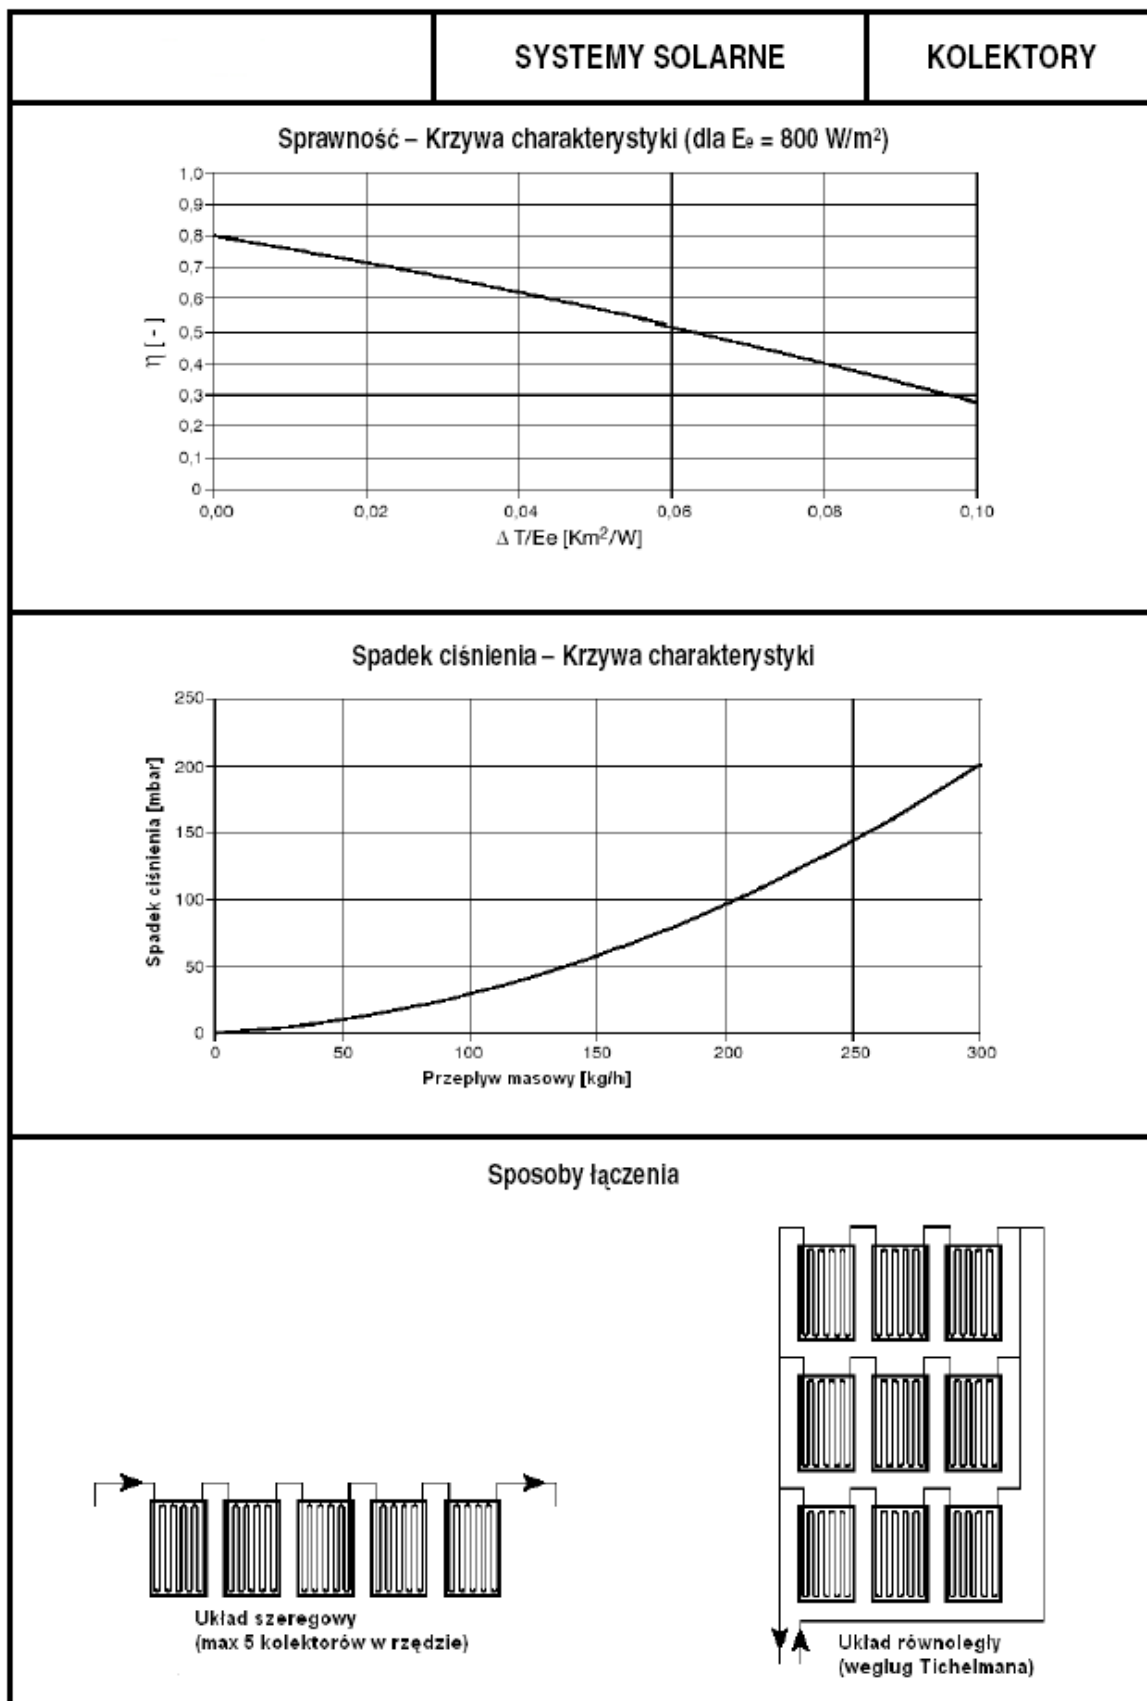 SYSTEMY SOLARNE
KOLEKTORY
Sprawność – Krzywa charakterystyki (dla Ee = 800 W/m²)
1,0
0,9
0,8
0,7
0,6
0,5
0,4
0,3
0,2
0,1
0
η [ - ]
0,00 0,02 0,04 0,06 0,08 0,10
Δ T/Ee [Km²/W]
Spadek ciśnienia – Krzywa charakterystyki
250
200
150
100
50
0
Spadek ciśnienia [mbar]
0 50 100 150 200 250 300
Przepływ masowy [kg/h]
Sposoby łączenia
Układ szeregowy
(max 5 kolektorów w rzędzie)
Układ równoległy
(weglug Tichelmana)